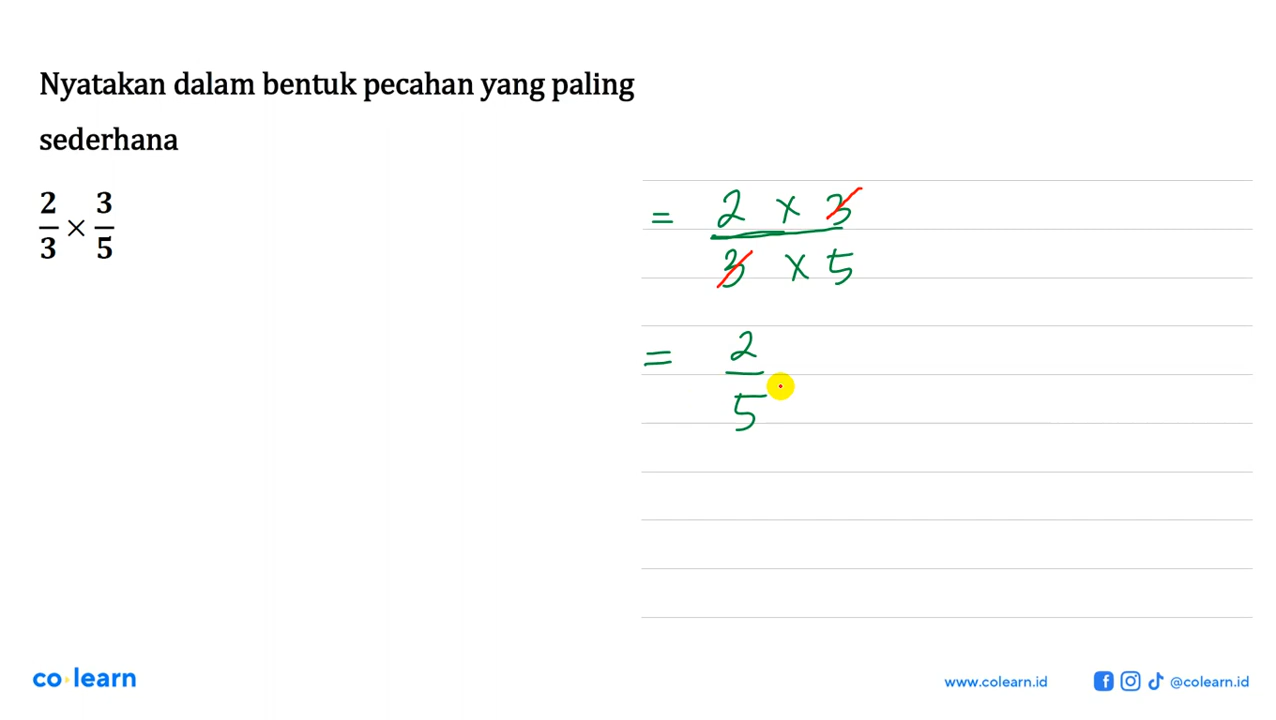 Nyatakan dalam bentuk pecahan yang paling
sederhana
2/3 × 3/5
= 2 × 3 / 3 × 5
= 2/5
co·learn
www.colearn.id @colearn.id